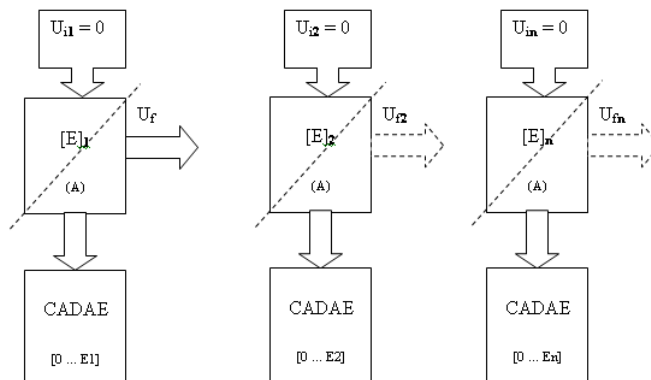 Ui1 = 0 Ui2 = 0 Uin = 0
Uf Uf2 Ufn
[E]1 [E]2 [E]n
(A) (A) (A)
CADAE CADAE CADAE
[0 ... E1] [0 ... E2] [0 ... En]